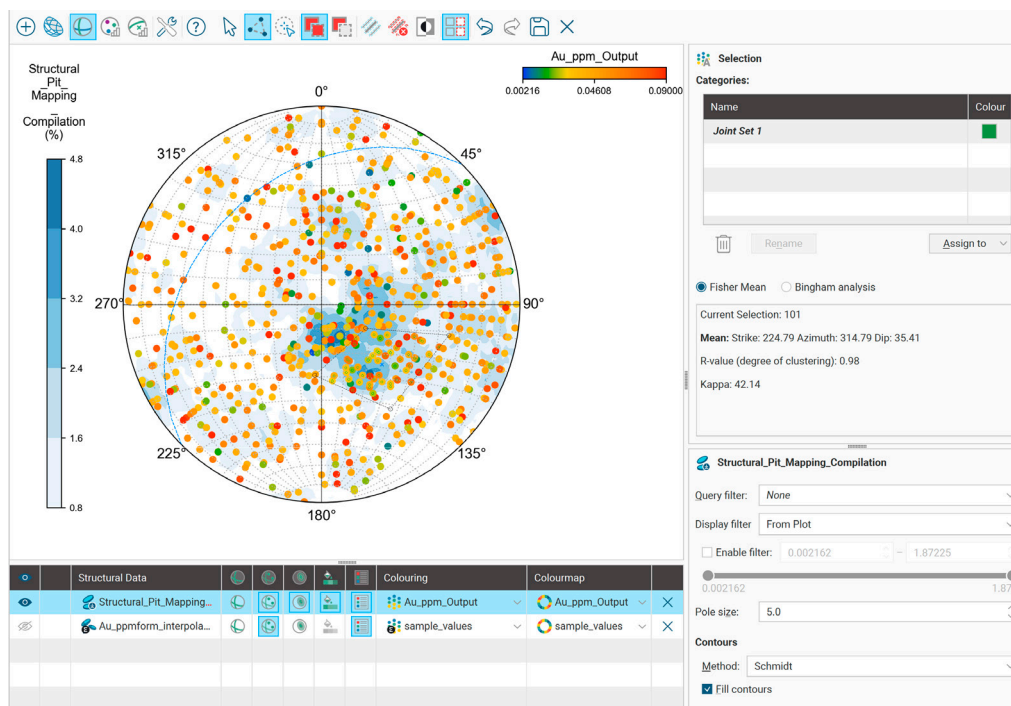 Structural
_Pit_
Mapping
_
Compilation
(%)
4.8
4.0
3.2
2.4
1.6
0.8
Au_ppm_Output
0.00216
0.04608
0.09000
0°
45°
90°
135°
180°
225°
270°
315°
Selection
Categories:
Name Colour
Joint Set 1
Rename Assign to
Fisher Mean Bingham analysis
Current Selection: 101
Mean: Strike: 224.79 Azimuth: 314.79 Dip: 35.41
R-value (degree of clustering): 0.98
Kappa: 42.14
Structural_Pit_Mapping_Compilation
Query filter: None
Display filter From Plot
Enable filter: 0.002162 – 1.87225
0.002162 1.87
Pole size: 5.0
Contours
Method: Schmidt
Fill contours
Structural Data Colouring Colourmap
Structural_Pit_Mapping... Au_ppm_Output Au_ppm_Output
Au_ppmform_interpola... sample_values sample_values